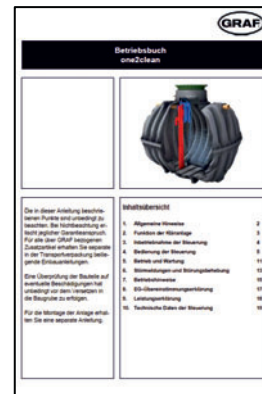 GRAF
Betriebsbuch
one2clean
Die in dieser Anleitung beschrie-
benen Punkte sind unbedingt zu
beachten. Bei Nichtbeachtung er-
lischt jeglicher Garantieanspruch.
Für alle über GRAF bezogenen
Zusatzartikel erhalten Sie separate
in der Transportverpackung beilie-
gende Einbauanleitungen.
Eine Überprüfung der Bauteile auf
eventuelle Beschädigungen hat
unbedingt vor dem Versetzen in
die Baugrube zu erfolgen.
Für die Montage der Anlage erhal-
ten Sie eine separate Anleitung.
Inhaltsübersicht
1. Allgemeine Hinweise 2
2. Funktion der Kläranlage 3
3. Inbetriebnahme der Steuerung 4
4. Bedienung der Steuerung 5
5. Betrieb und Wartung 11
6. Störmeldungen und Störungsbehebung 13
7. Betriebshinweise
8. EG-Übereinstimmungserklärung 17
9. Leistungserklärung 18
10. Technische Daten der Steuerung